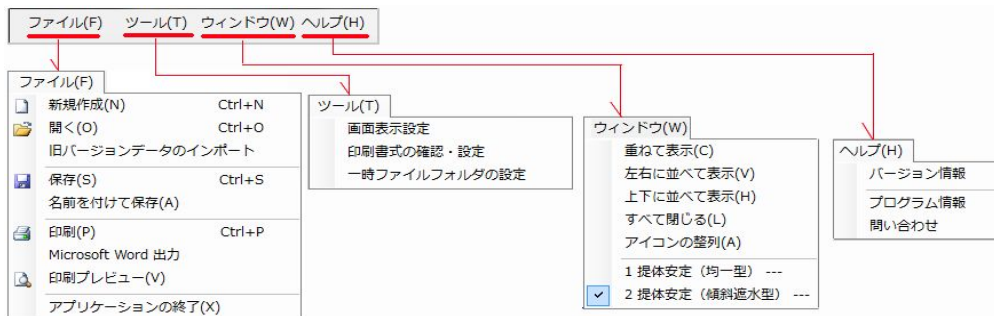 ファイル(F) ツール(T) ウィンドウ(W) ヘルプ(H)
ファイル(F)
新規作成(N) Ctrl+N
開く(O) Ctrl+O
旧バージョンデータのインポート
保存(S) Ctrl+S
名前を付けて保存(A)
印刷(P) Ctrl+P
Microsoft Word 出力
印刷プレビュー(V)
アプリケーションの終了(X)
ツール(T)
画面表示設定
印刷書式の確認・設定
一時ファイルフォルダの設定
ウィンドウ(W)
重ねて表示(C)
左右に並べて表示(V)
上下に並べて表示(H)
すべて閉じる(L)
アイコンの整列(A)
1 提体安定（均一型） ---
2 提体安定（傾斜遮水型） ---
ヘルプ(H)
バージョン情報
プログラム情報
問い合わせ